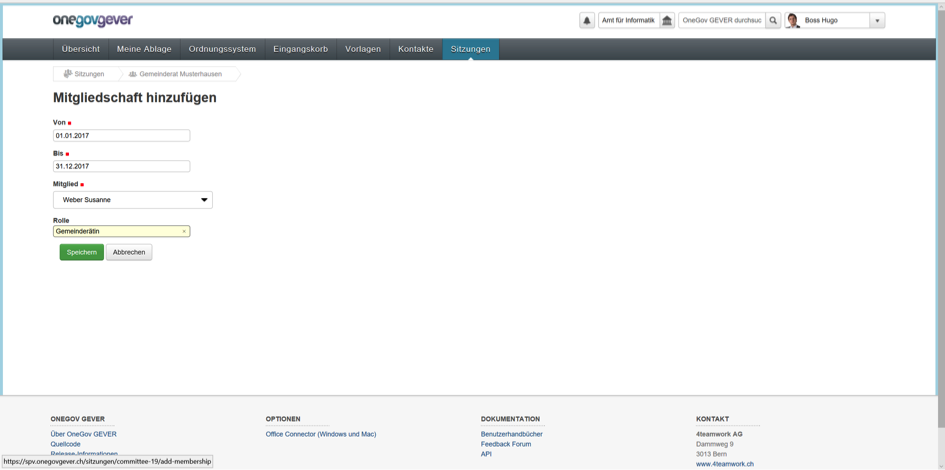 onegovgever
Amt für Informatik
OneGov GEVER durchsuc
Boss Hugo
Übersicht
Meine Ablage
Ordnungssystem
Eingangskorb
Vorlagen
Kontakte
Sitzungen
Sitzungen
Gemeinderat Musterhausen
Mitgliedschaft hinzufügen
Von
01.01.2017
Bis
31.12.2017
Mitglied
Weber Susanne
Rolle
Gemeinderätin ×
Speichern
Abbrechen
ONEGOV GEVER
Über OneGov GEVER
Quellcode
Release-Informationen
OPTIONEN
Office Connector (Windows und Mac)
DOKUMENTATION
Benutzerhandbücher
Feedback Forum
API
KONTAKT
4teamwork AG
Dammweg 9
3013 Bern
www.4teamwork.ch
https://spv.onegovgever.ch/sitzungen/committee-19/add-membership